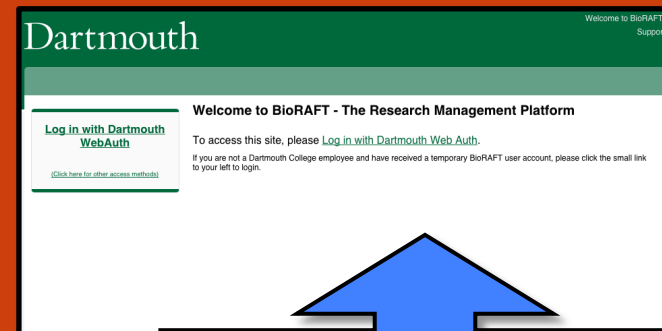 Welcome to BioRAFT
Dartmouth
Suppor
Welcome to BioRAFT - The Research Management Platform
Log in with Dartmouth
WebAuth
To access this site, please Log in with Dartmouth Web Auth.
If you are not a Dartmouth College employee and have received a temporary BioRAFT user account, please click the small link
to your left to login.
(Click here for other access methods)